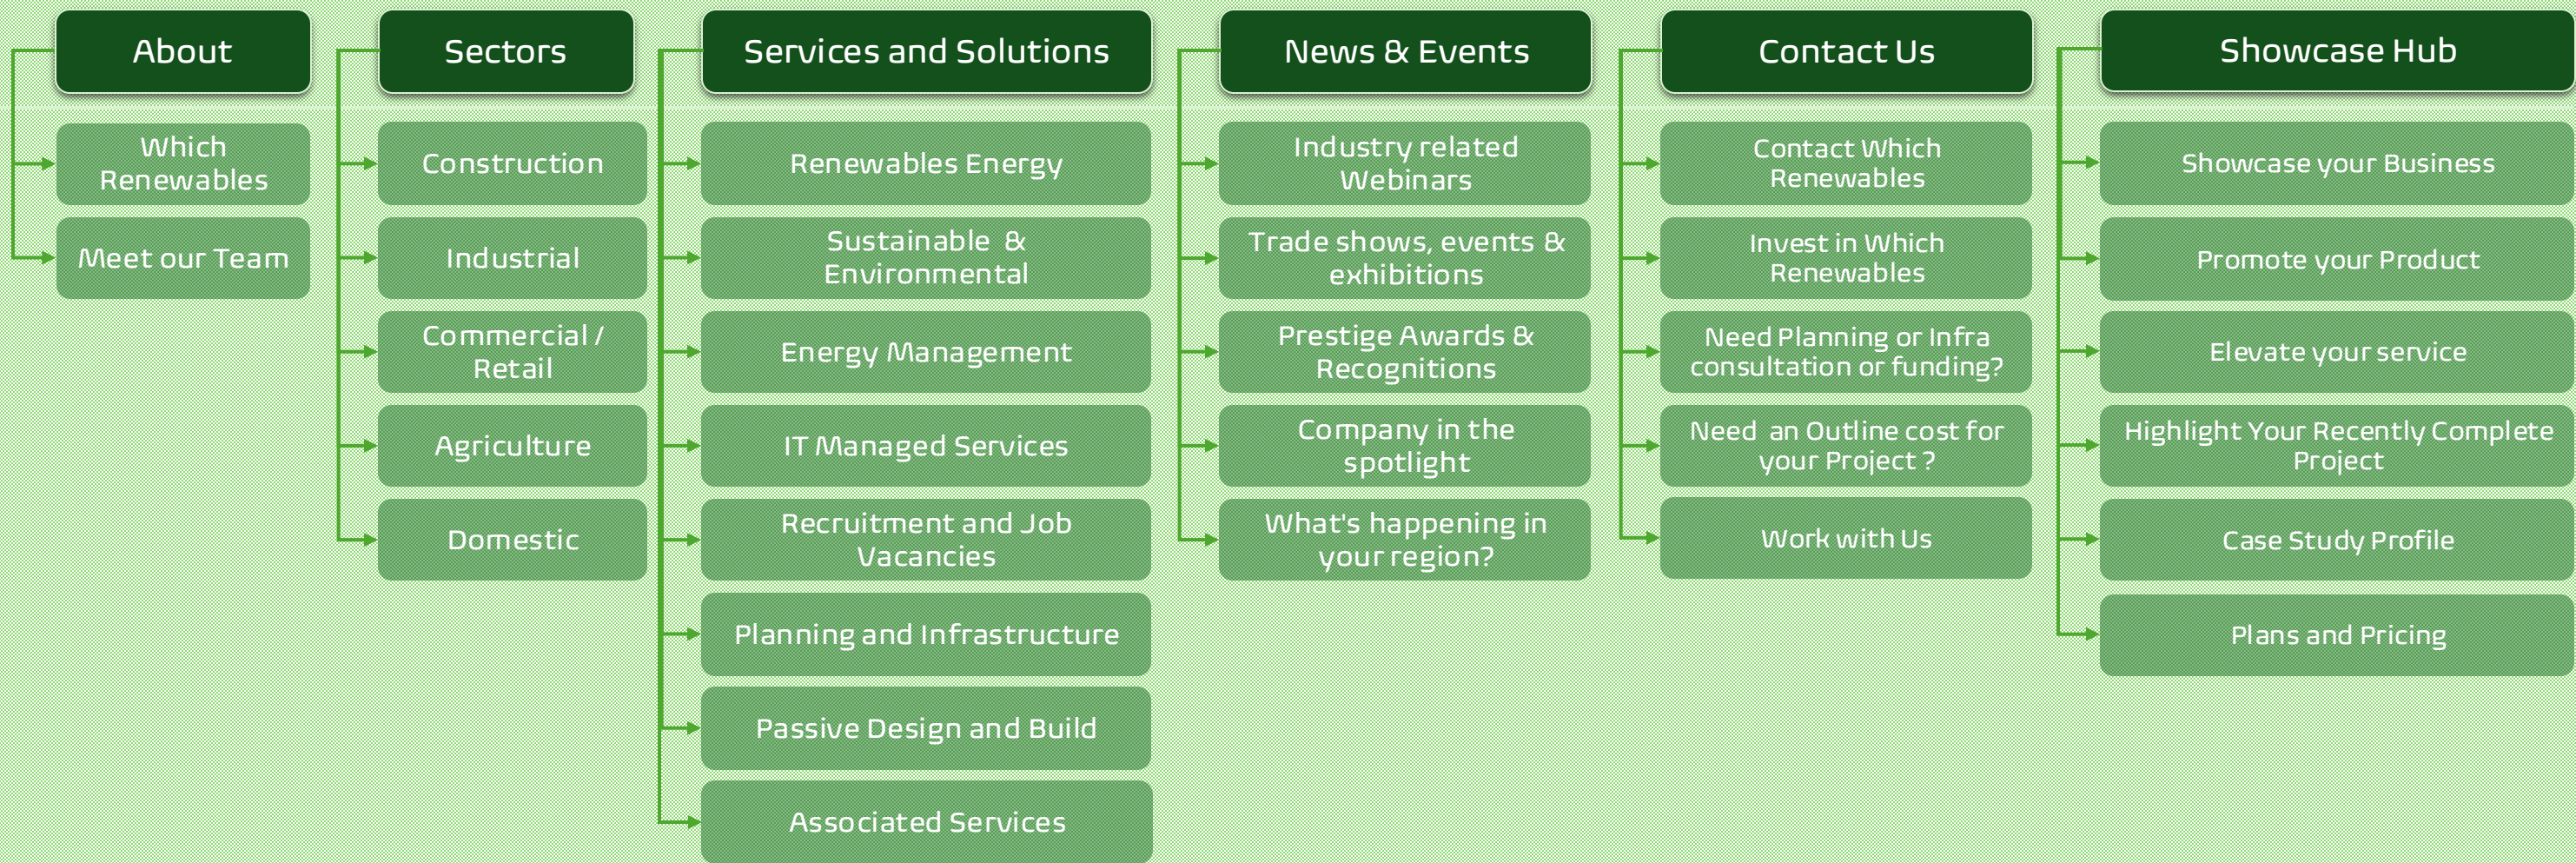 About
Which
Renewables
Meet our Team
Sectors
Construction
Industrial
Commercial /
Retail
Agriculture
Domestic
Services and Solutions
Renewables Energy
Sustainable &
Environmental
Energy Management
IT Managed Services
Recruitment and Job
Vacancies
Planning and Infrastructure
Passive Design and Build
Associated Services
News & Events
Industry related
Webinars
Trade shows, events &
exhibitions
Prestige Awards &
Recognitions
Company in the
spotlight
What's happening in
your region?
Contact Us
Contact Which
Renewables
Invest in Which
Renewables
Need Planning or Infra
consultation or funding?
Need an Outline cost for
your Project ?
Work with Us
Showcase Hub
Showcase your Business
Promote your Product
Elevate your service
Highlight Your Recently Complete
Project
Case Study Profile
Plans and Pricing